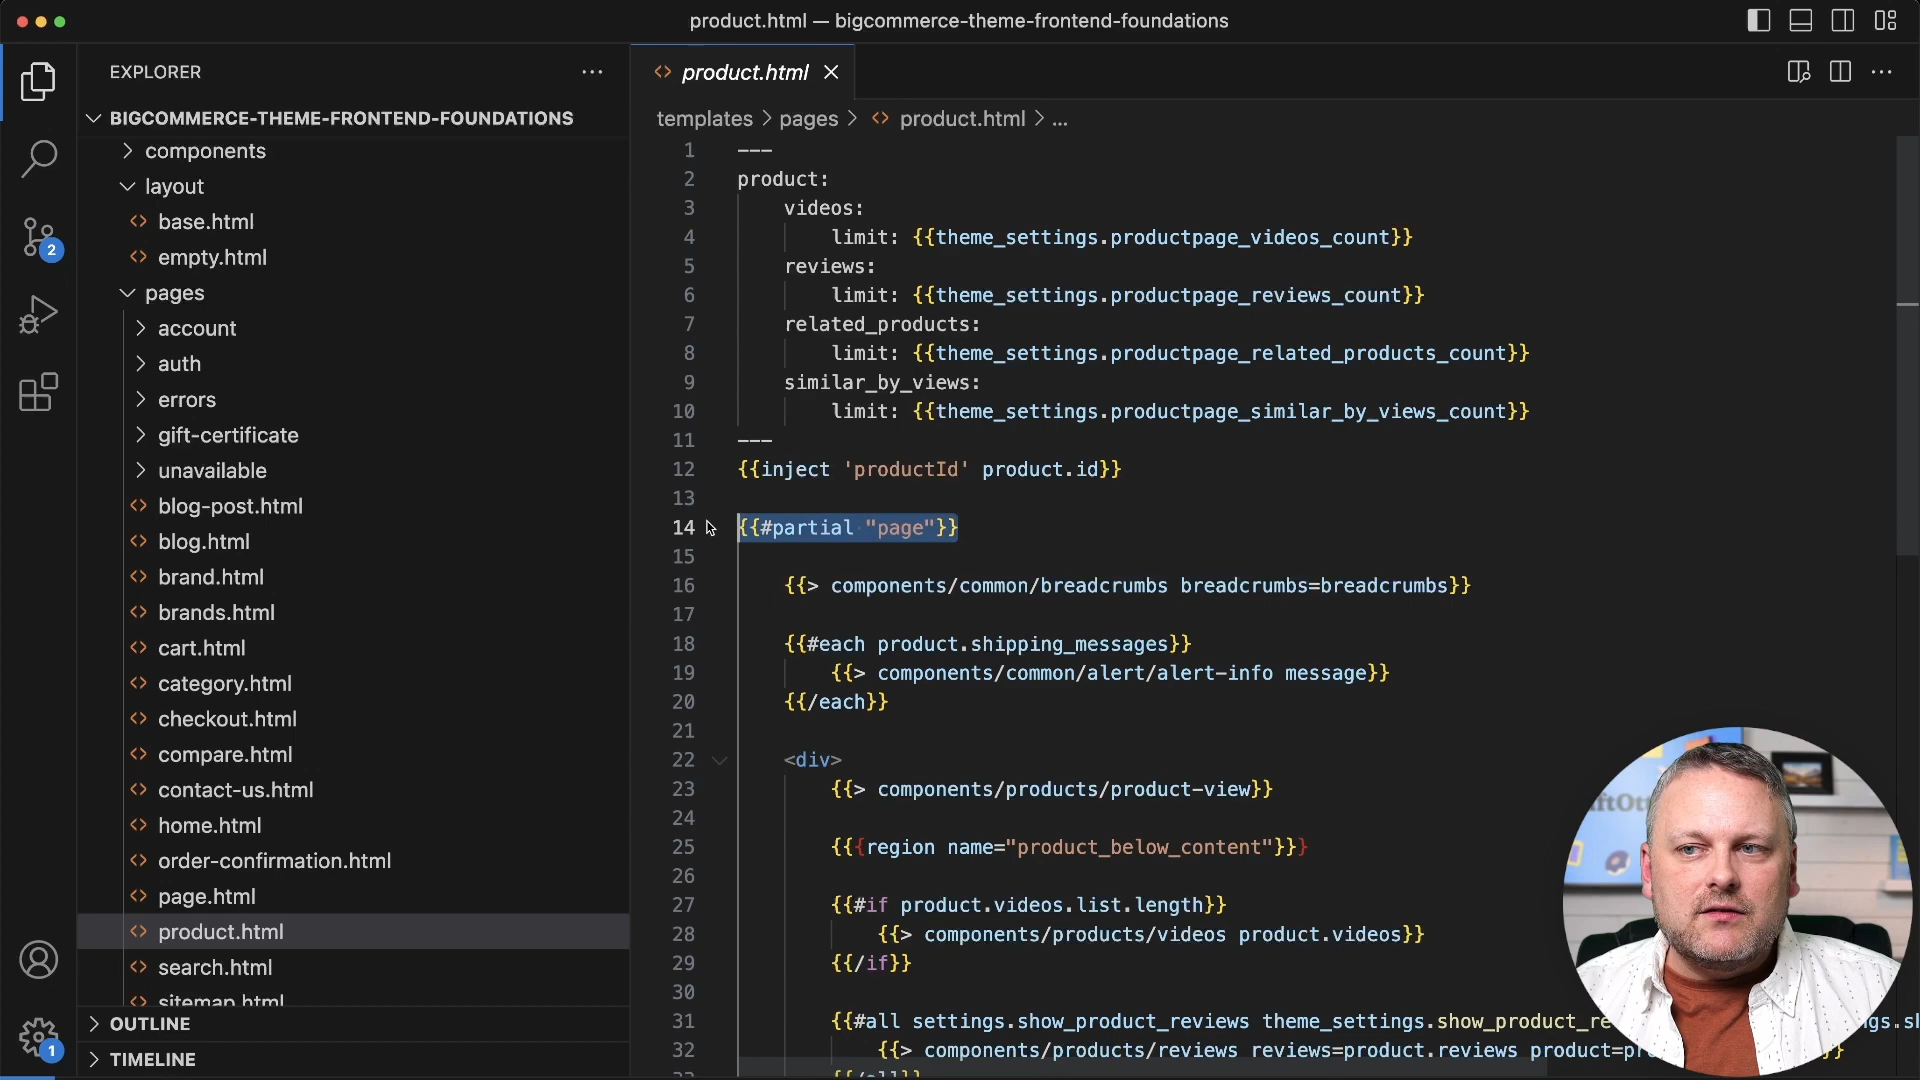 product.html — bigcommerce-theme-frontend-foundations
EXPLORER
product.html
BIGCOMMERCE-THEME-FRONTEND-FOUNDATIONS
templates > pages > product.html > ...
components
layout
base.html
empty.html
pages
account
auth
errors
gift-certificate
unavailable
blog-post.html
blog.html
brand.html
brands.html
cart.html
category.html
checkout.html
compare.html
contact-us.html
home.html
order-confirmation.html
page.html
product.html
search.html
sitemap.html
OUTLINE
TIMELINE
2
1
1 ---
2 product:
3 videos:
4 limit: {{theme_settings.productpage_videos_count}}
5 reviews:
6 limit: {{theme_settings.productpage_reviews_count}}
7 related_products:
8 limit: {{theme_settings.productpage_related_products_count}}
9 similar_by_views:
10 limit: {{theme_settings.productpage_similar_by_views_count}}
11 ---
12 {{inject 'productId' product.id}}
13
14 {{#partial "page"}}
15
16 {{> components/common/breadcrumbs breadcrumbs=breadcrumbs}}
17
18 {{#each product.shipping_messages}}
19 {{> components/common/alert/alert-info message}}
20 {{/each}}
21
22 <div>
23 {{> components/products/product-view}}
24
25 {{{region name="product_below_content"}}}
26
27 {{#if product.videos.list.length}}
28 {{> components/products/videos product.videos}}
29 {{/if}}
30
31 {{#all settings.show_product_reviews theme_settings.show_product_re
32 {{> components/products/reviews reviews=product.reviews product=pr
33 {{/all}}